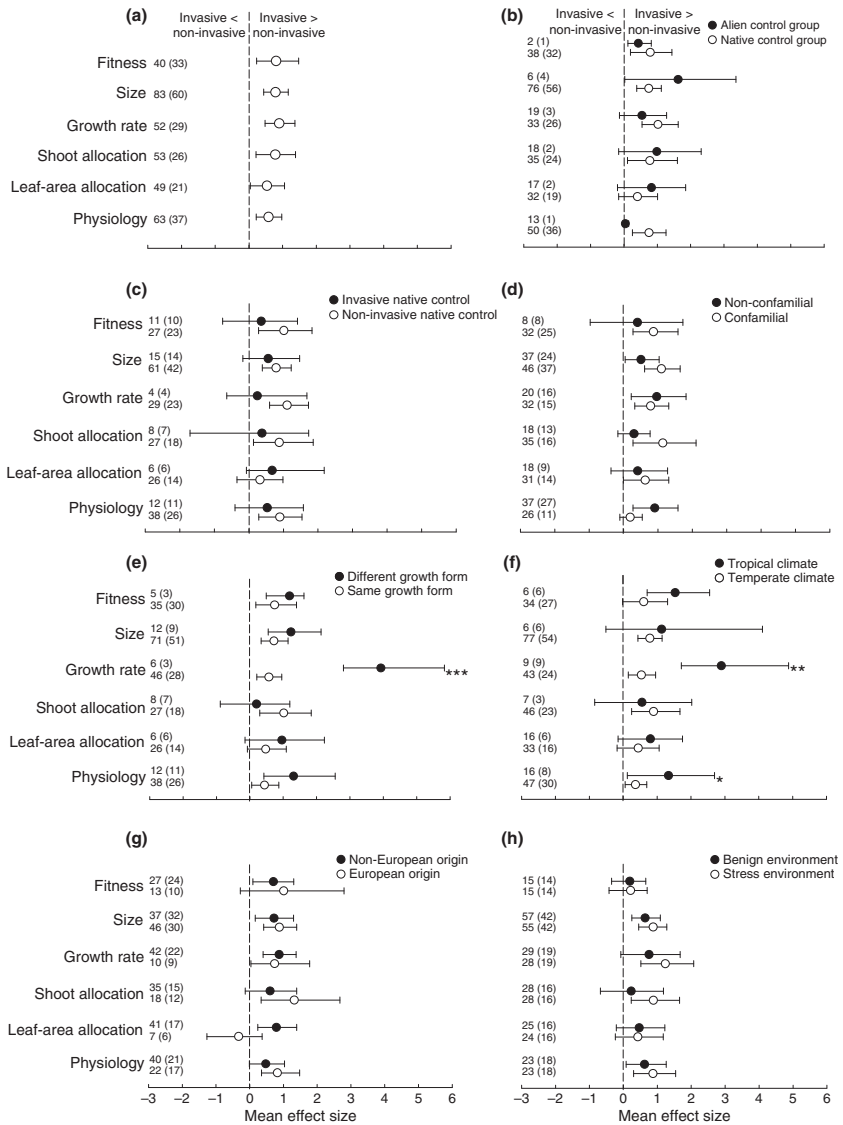 (a) Invasive < non-invasive Invasive > non-invasive
Fitness 40 (33)
Size 83 (60)
Growth rate 52 (29)
Shoot allocation 53 (26)
Leaf-area allocation 49 (21)
Physiology 63 (37)
(b) Invasive < non-invasive Invasive > non-invasive
Alien control group
Native control group
2 (1)
38 (32)
6 (4)
76 (56)
19 (3)
33 (26)
18 (2)
35 (24)
17 (2)
32 (19)
13 (1)
50 (36)
(c)
Invasive native control
Non-invasive native control
Fitness 11 (10)
27 (23)
Size 15 (14)
61 (42)
Growth rate 4 (4)
29 (23)
Shoot allocation 8 (7)
27 (18)
Leaf-area allocation 6 (6)
26 (14)
Physiology 12 (11)
38 (26)
(d)
Non-confamilial
Confamilial
8 (8)
32 (25)
37 (24)
46 (37)
20 (16)
32 (15)
18 (13)
35 (16)
18 (9)
31 (14)
37 (27)
26 (11)
(e)
Different growth form
Same growth form
Fitness 5 (3)
35 (30)
Size 12 (9)
71 (51)
Growth rate 6 (3)
46 (28)
***
Shoot allocation 8 (7)
27 (18)
Leaf-area allocation 6 (6)
26 (14)
Physiology 12 (11)
38 (26)
(f)
Tropical climate
Temperate climate
6 (6)
34 (27)
6 (6)
77 (54)
9 (9)
43 (24)
**
7 (3)
46 (23)
16 (6)
33 (16)
16 (8)
47 (30)
*
(g)
Non-European origin
European origin
Fitness 27 (24)
13 (10)
Size 37 (32)
46 (30)
Growth rate 42 (22)
10 (9)
Shoot allocation 35 (15)
18 (12)
Leaf-area allocation 41 (17)
7 (6)
Physiology 40 (21)
22 (17)
−3 −2 −1 0 1 2 3 4 5 6
Mean effect size
(h)
Benign environment
Stress environment
15 (14)
15 (14)
57 (42)
55 (42)
29 (19)
28 (19)
28 (16)
28 (16)
25 (16)
24 (16)
23 (18)
23 (18)
−3 −2 −1 0 1 2 3 4 5 6
Mean effect size